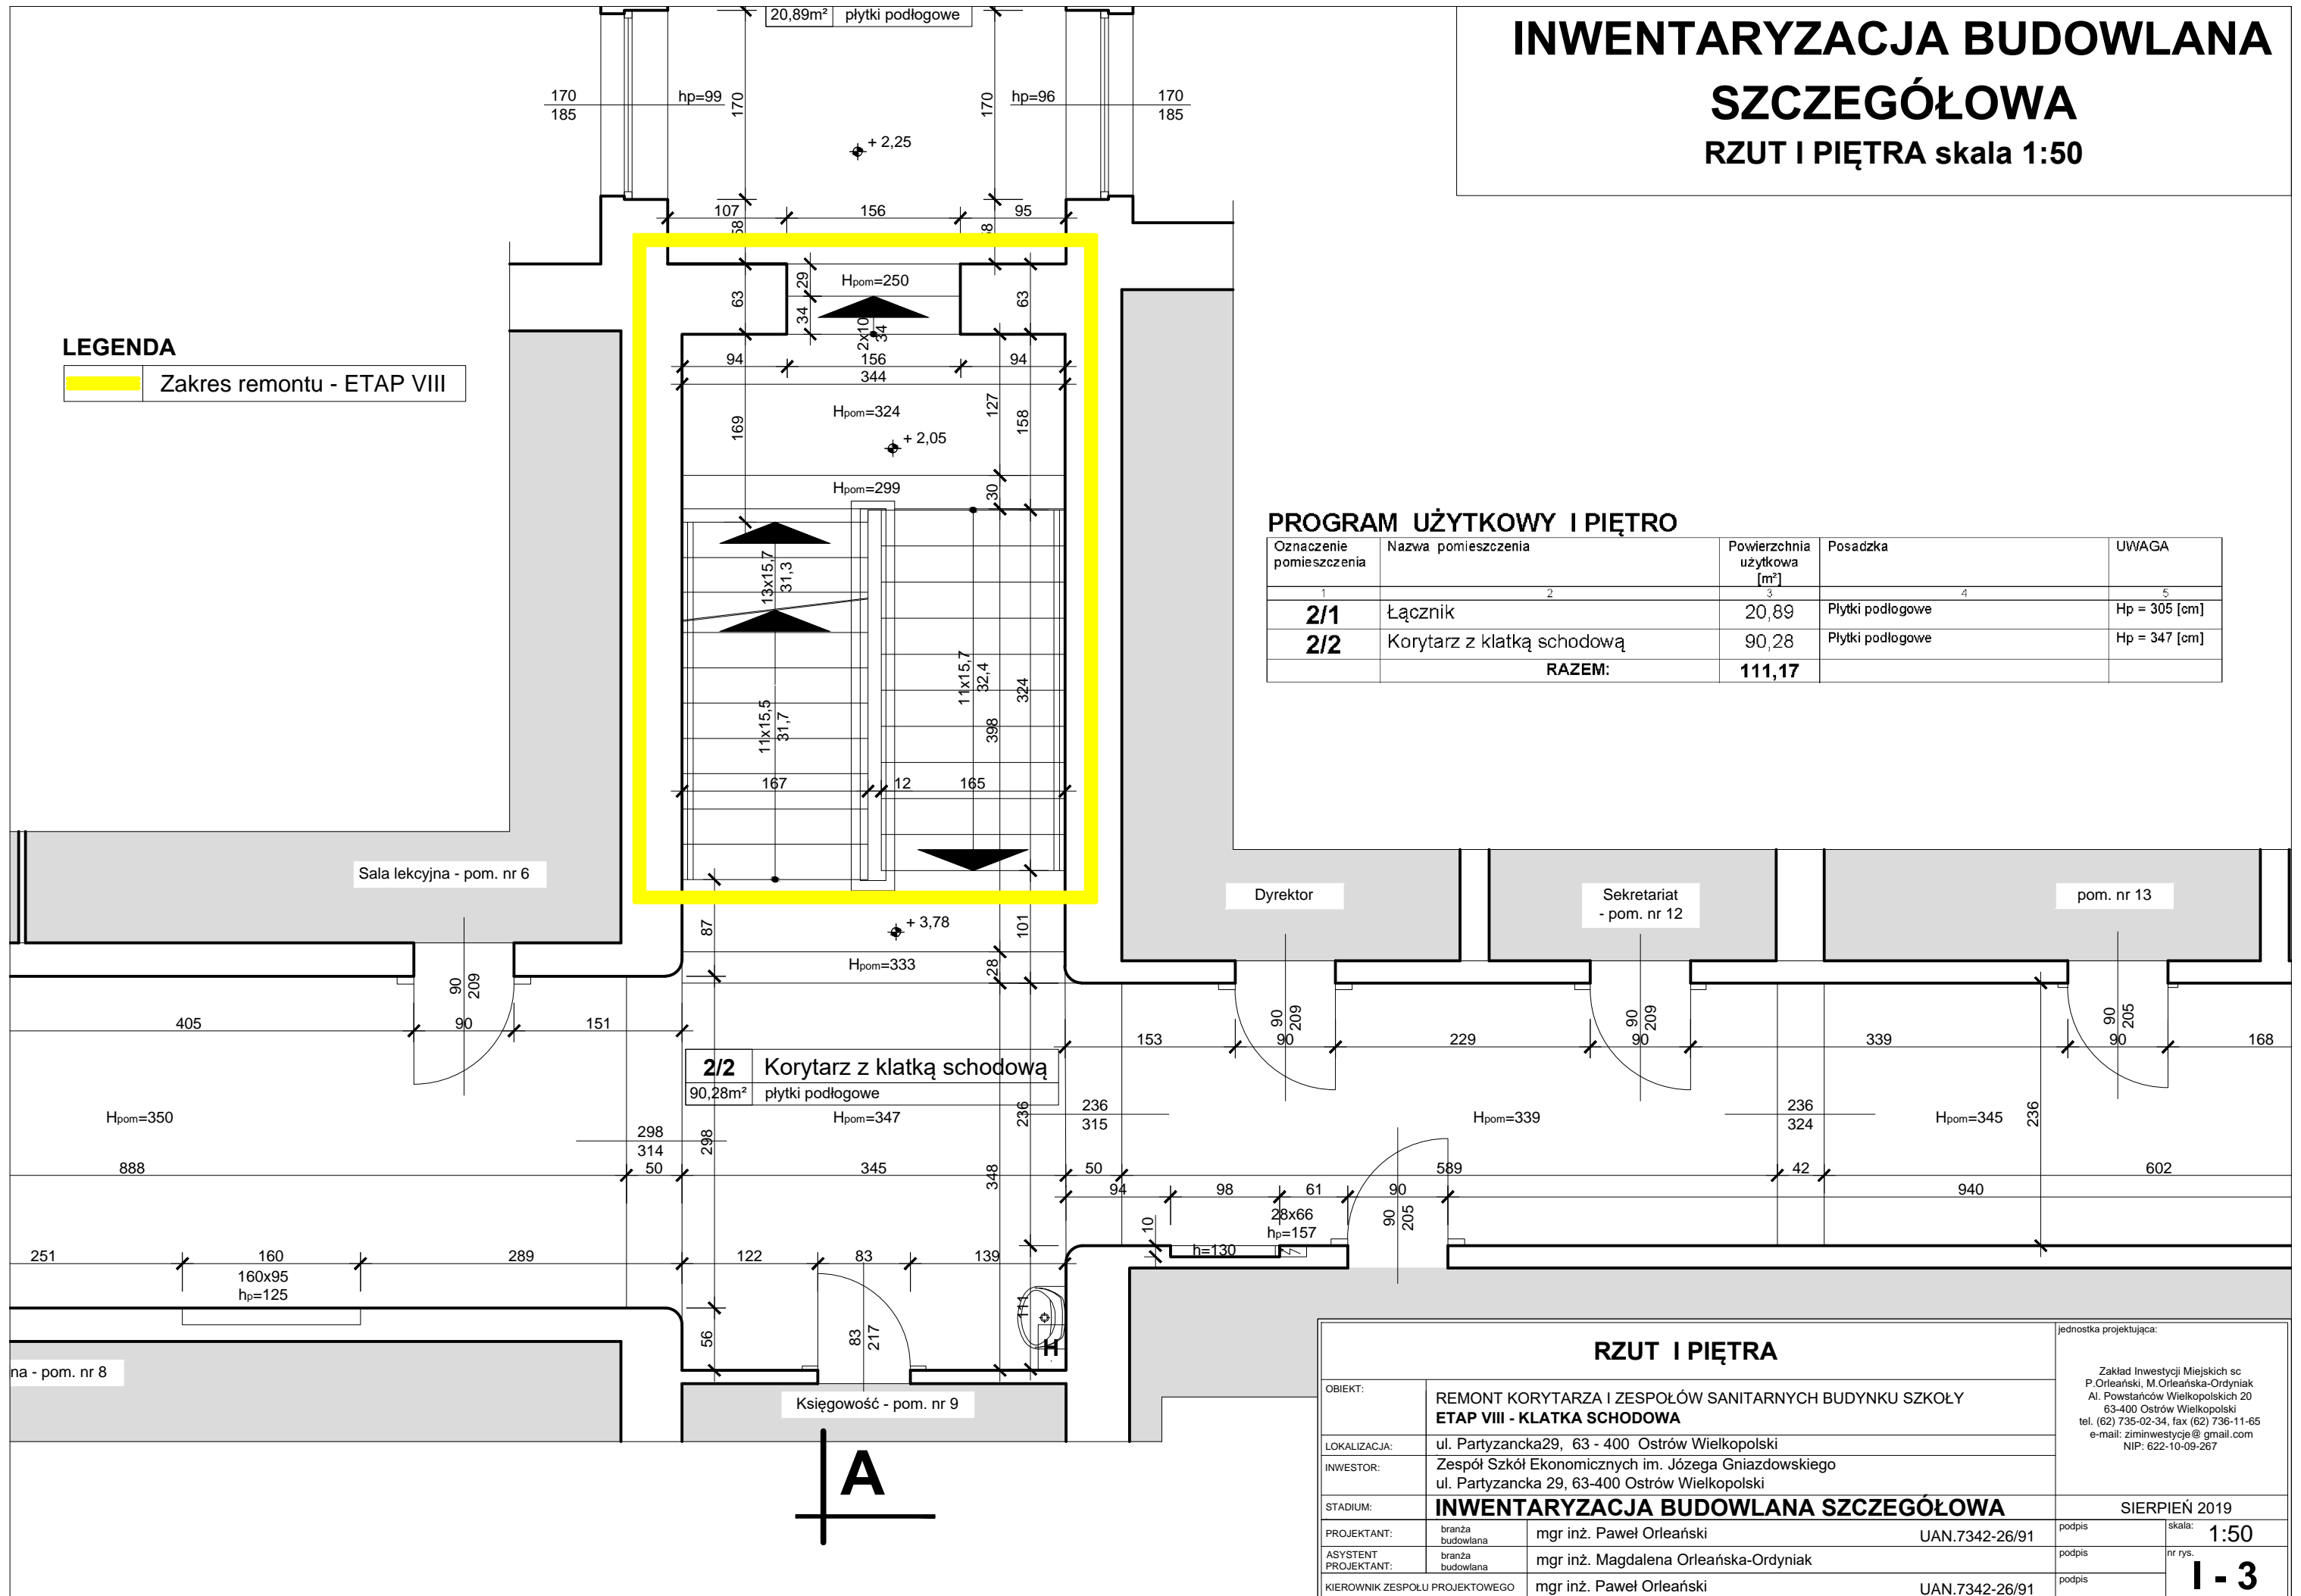 20,89m² płytki podłogowe
INWENTARYZACJA BUDOWLANA
SZCZEGÓŁOWA
RZUT I PIĘTRA skala 1:50
170
185
hp=99
170
170
hp=96
170
185
+ 2,25
107
156
95
29
34
63
63
Hpom=250
2x10
34
94
156
94
344
LEGENDA
Zakres remontu - ETAP VIII
Hpom=324
169
127
158
+ 2,05
Hpom=299
30
13x15,7
31,3
11x15,5
31,7
11x15,7
32,4
398
324
167
12
165
PROGRAM UŻYTKOWY I PIĘTRO
Oznaczenie pomieszczenia
Nazwa pomieszczenia
Powierzchnia użytkowa [m²]
Posadzka
UWAGA
1 2 3 4 5
2/1 Łącznik 20,89 Płytki podłogowe Hp = 305 [cm]
2/2 Korytarz z klatką schodową 90,28 Płytki podłogowe Hp = 347 [cm]
RAZEM: 111,17
Sala lekcyjna - pom. nr 6
Dyrektor
Sekretariat
- pom. nr 12
pom. nr 13
87
+ 3,78
101
Hpom=333
28
90
209
90
209
90
209
90
205
405
90
151
153
90
229
90
339
90
168
2/2 Korytarz z klatką schodową
90,28m² płytki podłogowe
Hpom=350
Hpom=347
236
236
315
Hpom=339
236
324
Hpom=345
236
298
314
298
888
50
345
348
50
589
42
602
94
98
61
90
940
28x66
hp=157
90
205
10
h=130
251
160
289
122
83
139
160x95
hp=125
56
83
217
111
H
na - pom. nr 8
Księgowość - pom. nr 9
A
RZUT I PIĘTRA
jednostka projektująca:
Zakład Inwestycji Miejskich sc
P.Orleański, M.Orleańska-Ordyniak
Al. Powstańców Wielkopolskich 20
63-400 Ostrów Wielkopolski
tel. (62) 735-02-34, fax (62) 736-11-65
e-mail: ziminwestycje@ gmail.com
NIP: 622-10-09-267
OBIEKT:
REMONT KORYTARZA I ZESPOŁÓW SANITARNYCH BUDYNKU SZKOŁY
ETAP VIII - KLATKA SCHODOWA
LOKALIZACJA: ul. Partyzancka29, 63 - 400 Ostrów Wielkopolski
INWESTOR: Zespół Szkół Ekonomicznych im. Józega Gniazdowskiego
ul. Partyzancka 29, 63-400 Ostrów Wielkopolski
STADIUM: INWENTARYZACJA BUDOWLANA SZCZEGÓŁOWA SIERPIEŃ 2019
PROJEKTANT: branża budowlana mgr inż. Paweł Orleański UAN.7342-26/91 podpis skala: 1:50
ASYSTENT PROJEKTANT: branża budowlana mgr inż. Magdalena Orleańska-Ordyniak podpis nr rys. I - 3
KIEROWNIK ZESPOŁU PROJEKTOWEGO mgr inż. Paweł Orleański UAN.7342-26/91 podpis